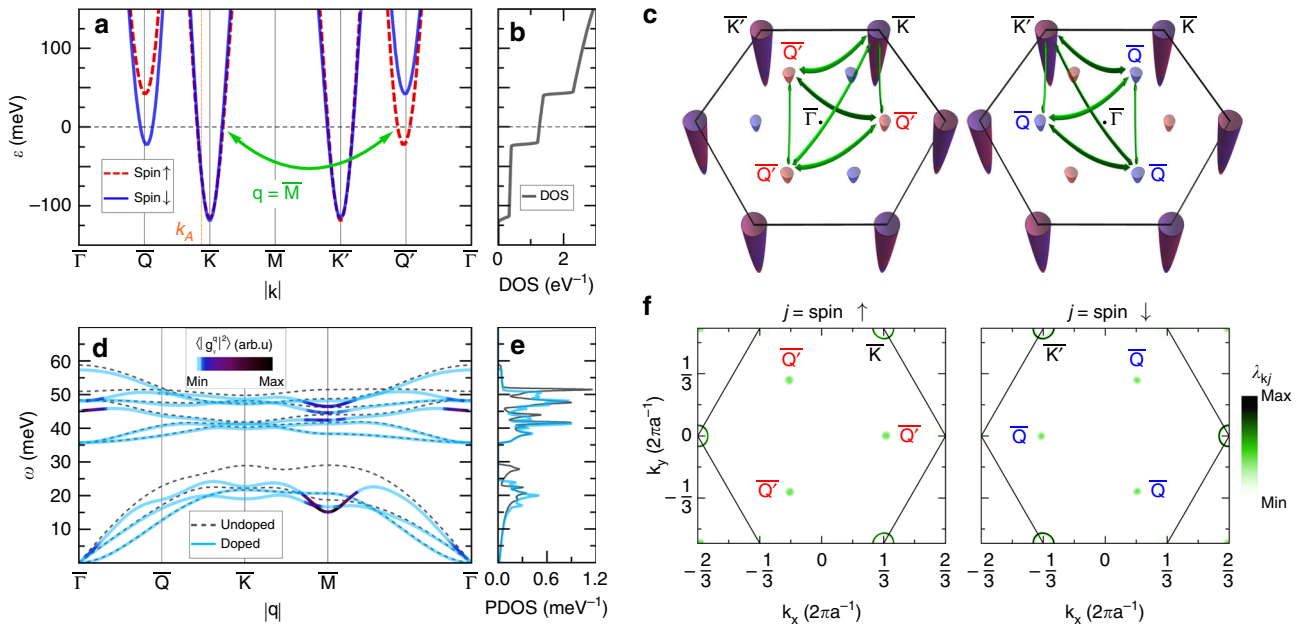 a
100
0
−100
ε (meV)
Spin↑
Spin↓
q = M̅
k_A
Γ̅ Q̅ K̅ M̅ K̅′ Q̅′ Γ̅
|k|
b
DOS
0 2
DOS (eV⁻¹)
c
K̅′ K̅
Q̅′
Γ̅
Q̅′
Q̅′
K̅′ K̅
Q̅
Q̅
Γ̅
Q̅
d
⟨|g^q_ν|²⟩ (arb.u)
Min Max
60
50
40
30
20
10
ω (meV)
Undoped
Doped
Γ̅ Q̅ K̅ M̅ Γ̅
|q|
e
0 0.6 1.2
PDOS (meV⁻¹)
f
j = spin ↑
K̅
Q̅′
Q̅′
Q̅′
1/3
0
−1/3
k_y (2πa⁻¹)
−2/3 −1/3 0 1/3 2/3
k_x (2πa⁻¹)
j = spin ↓
K̅′
Q̅
Q̅
Q̅
−2/3 −1/3 0 1/3 2/3
k_x (2πa⁻¹)
λ_kj
Max
Min